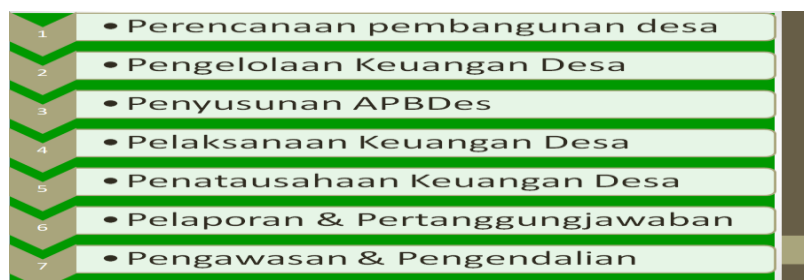 1 • Perencanaan pembangunan desa
2 • Pengelolaan Keuangan Desa
3 • Penyusunan APBDes
4 • Pelaksanaan Keuangan Desa
5 • Penatausahaan Keuangan Desa
6 • Pelaporan & Pertanggungjawaban
7 • Pengawasan & Pengendalian